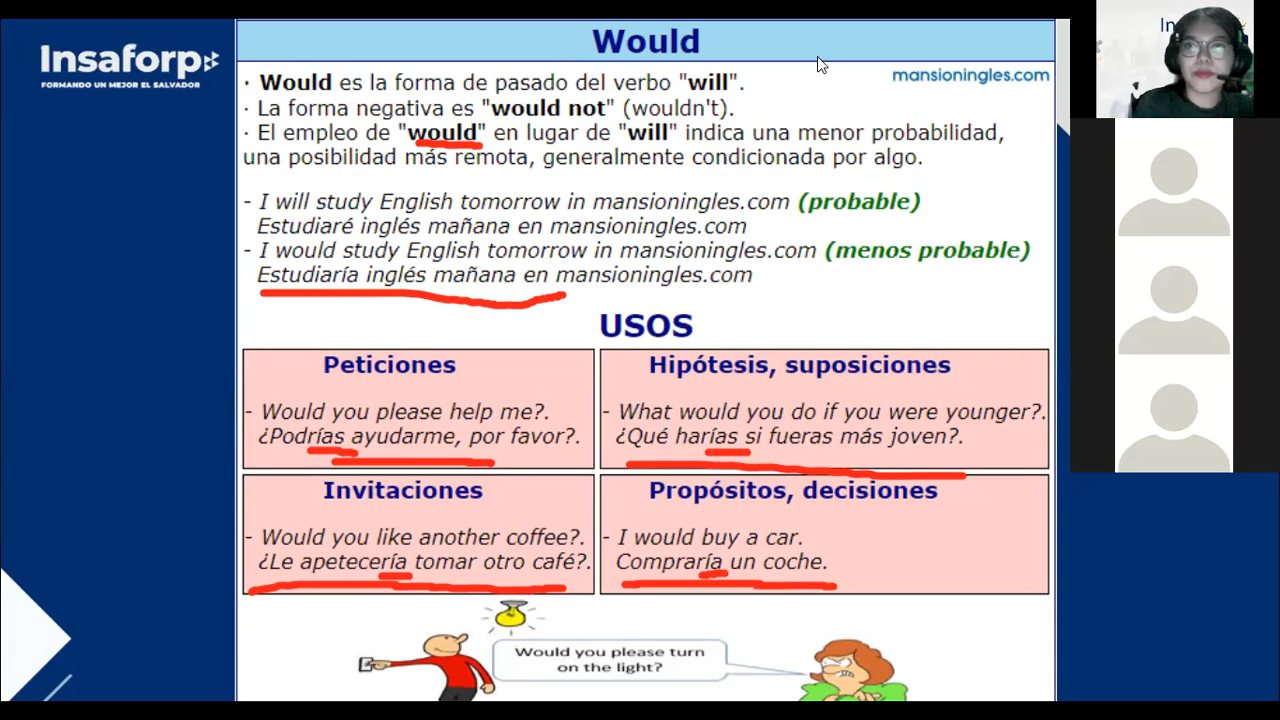 Insaforp
FORMANDO UN MEJOR EL SALVADOR
Would
mansioningles.com
· Would es la forma de pasado del verbo "will".
· La forma negativa es "would not" (wouldn't).
· El empleo de "would" en lugar de "will" indica una menor probabilidad,
una posibilidad más remota, generalmente condicionada por algo.
- I will study English tomorrow in mansioningles.com (probable)
Estudiaré inglés mañana en mansioningles.com
- I would study English tomorrow in mansioningles.com (menos probable)
Estudiaría inglés mañana en mansioningles.com
USOS
Peticiones
- Would you please help me?.
¿Podrías ayudarme, por favor?.
Hipótesis, suposiciones
- What would you do if you were younger?.
¿Qué harías si fueras más joven?.
Invitaciones
- Would you like another coffee?.
¿Le apetecería tomar otro café?.
Propósitos, decisiones
- I would buy a car.
Compraría un coche.
Would you please turn
on the light?